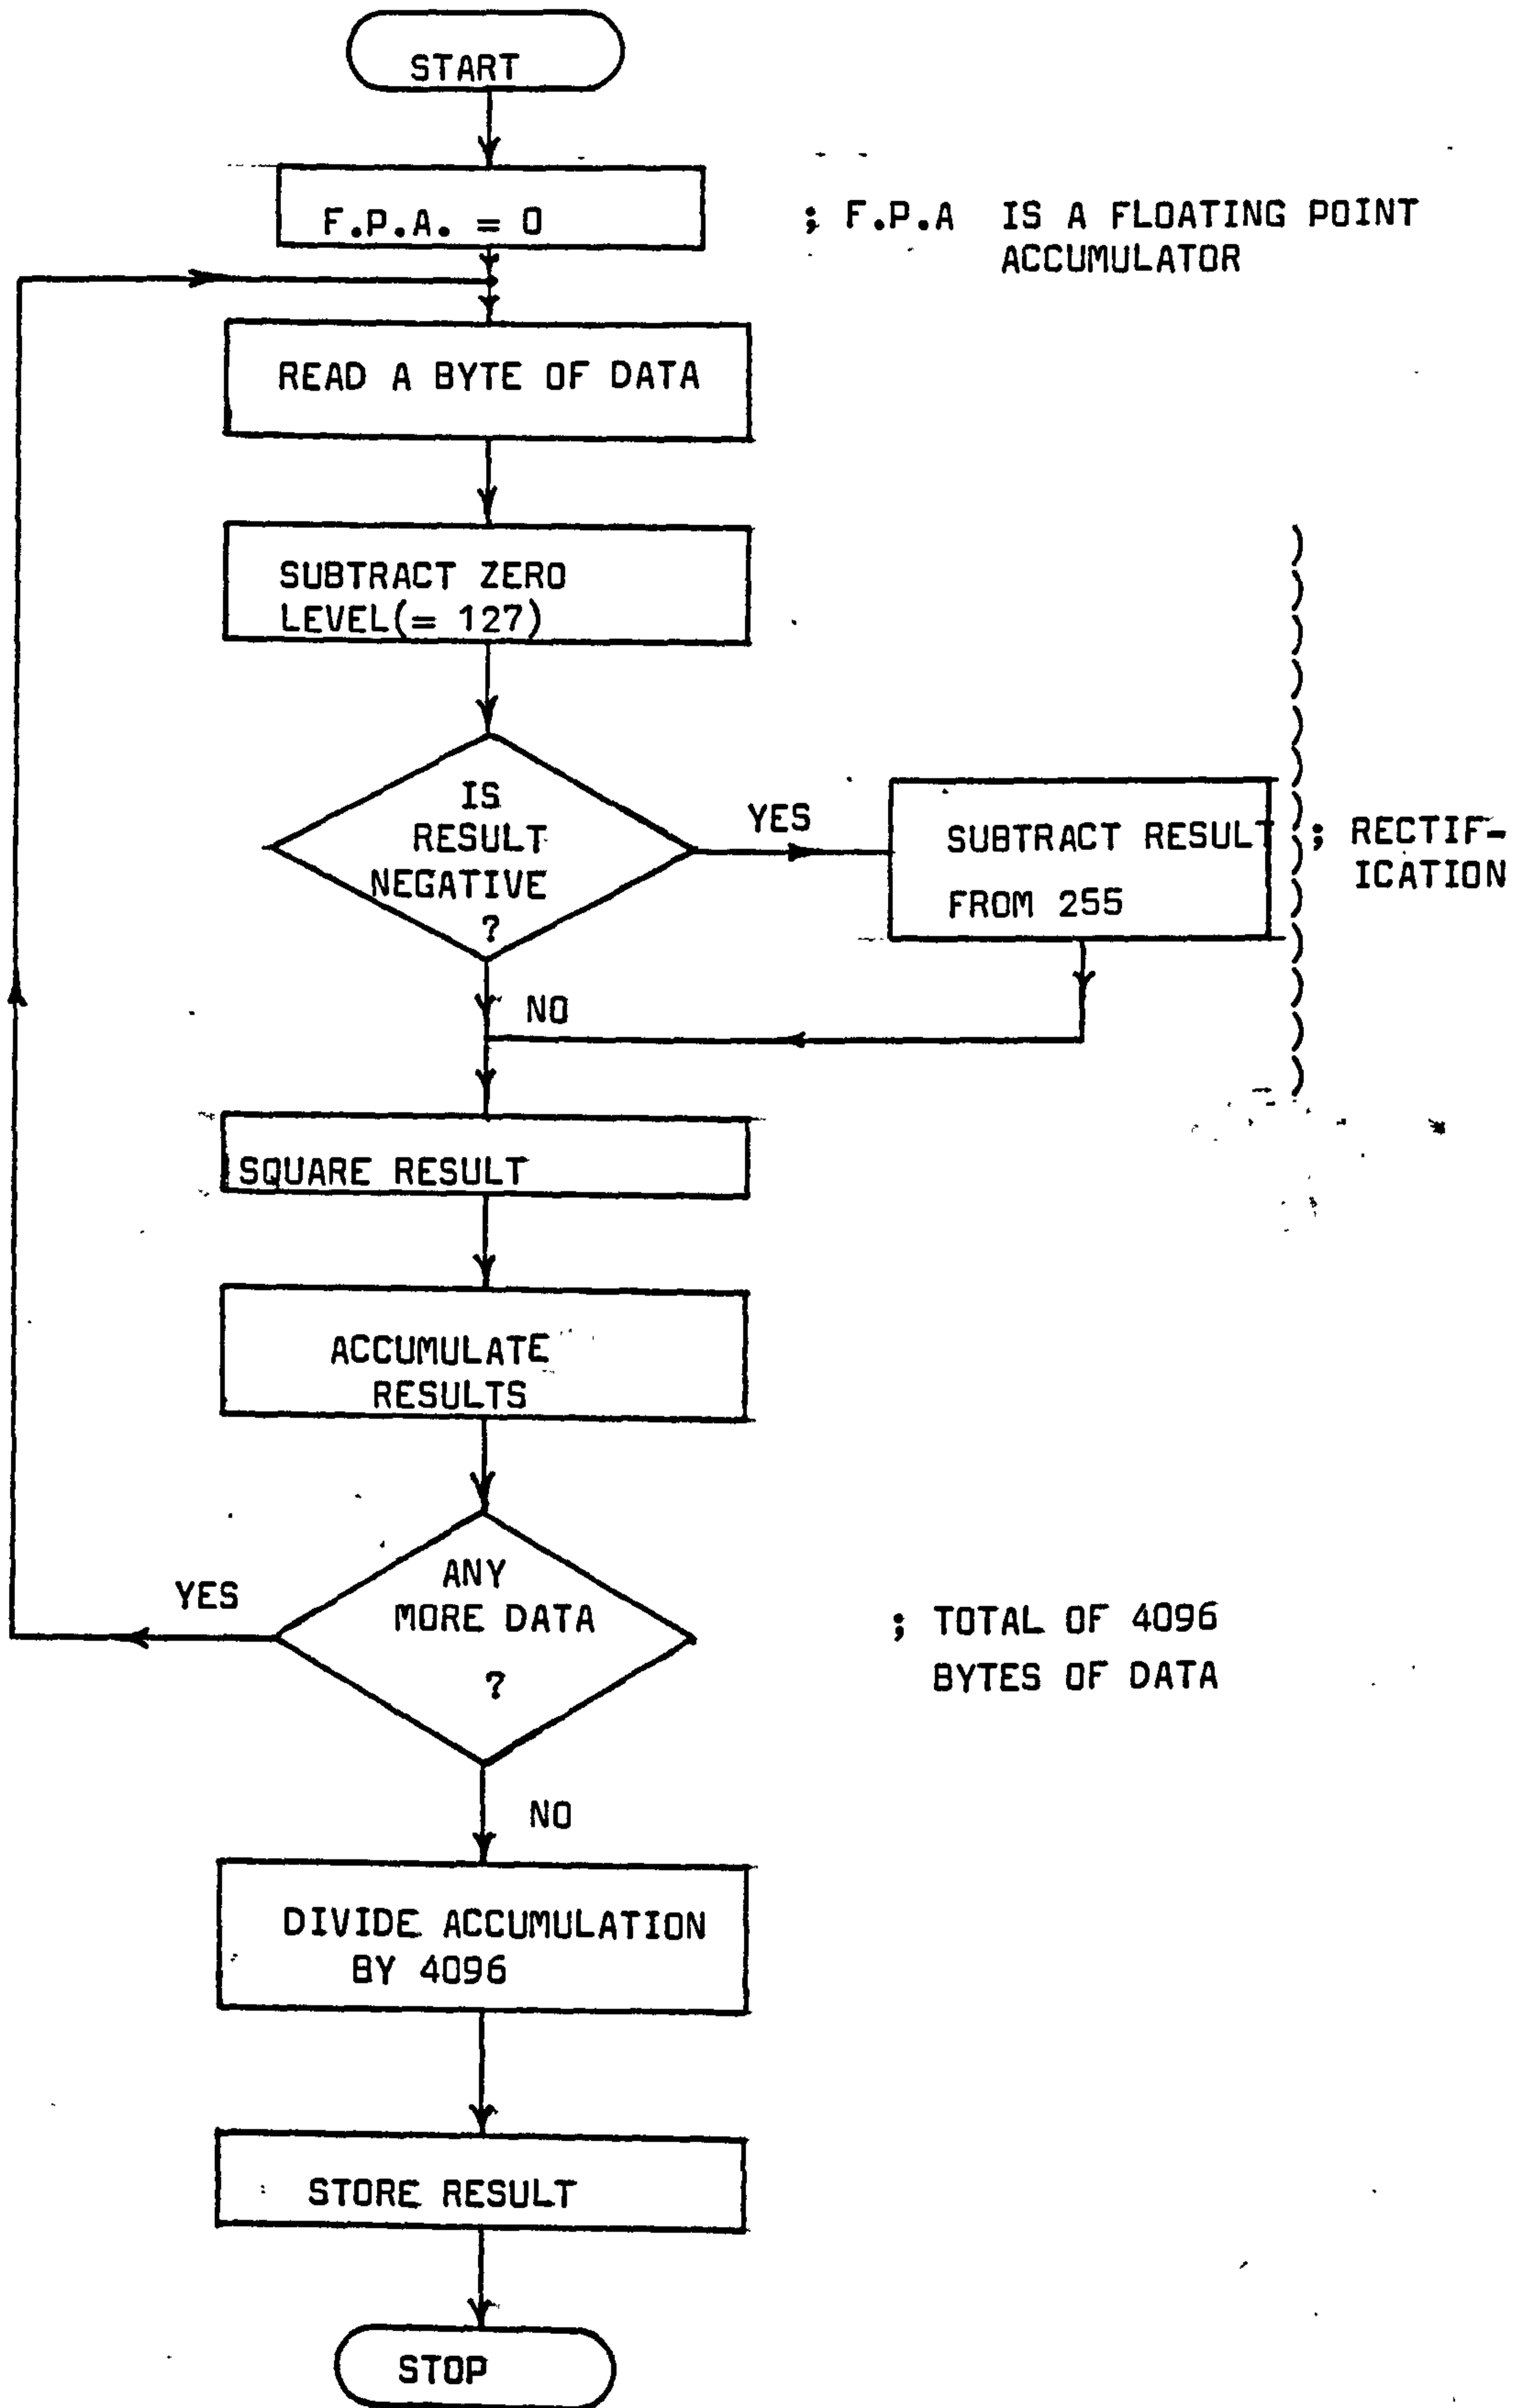 START
F.P.A. = 0
; F.P.A IS A FLOATING POINT
ACCUMULATOR
READ A BYTE OF DATA
SUBTRACT ZERO
LEVEL(= 127)
IS
RESULT
NEGATIVE
?
YES
SUBTRACT RESULT
FROM 255
; RECTIF-
ICATION
NO
SQUARE RESULT
ACCUMULATE
RESULTS
ANY
MORE DATA
?
YES
; TOTAL OF 4096
BYTES OF DATA
NO
DIVIDE ACCUMULATION
BY 4096
STORE RESULT
STOP